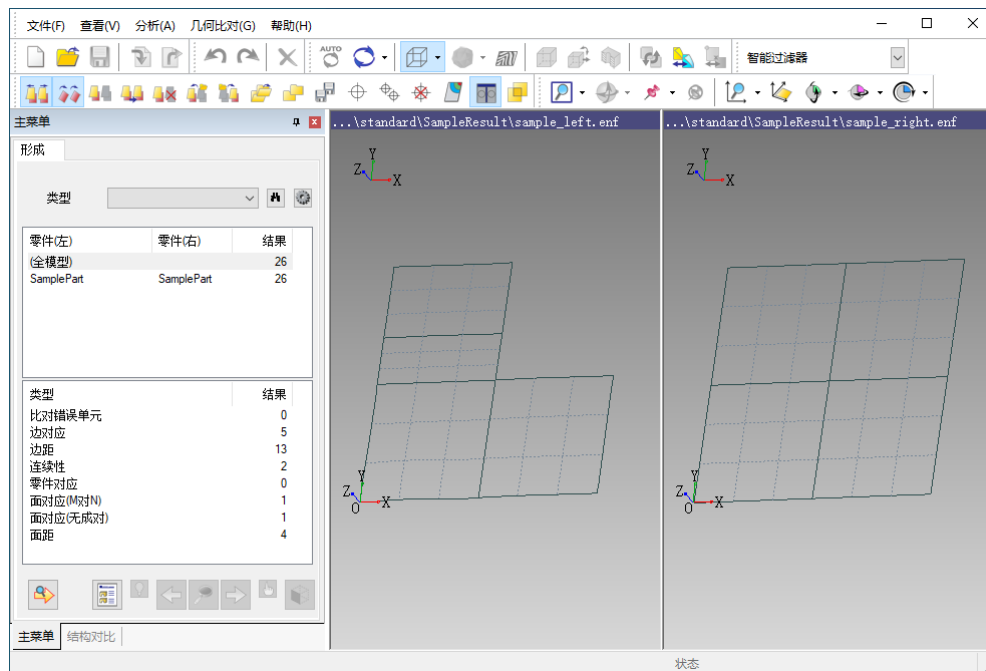 文件(F) 查看(V) 分析(A) 几何比对(G) 帮助(H)
AUTO
智能过滤器
主菜单
...\standard\SampleResult\sample_left.enf
...\standard\SampleResult\sample_right.enf
形成
类型
零件(左) 零件(右) 结果
(全模型) 26
SamplePart SamplePart 26
类型 结果
比对错误单元 0
边对应 5
边距 13
连续性 2
零件对应 0
面对应(M对N) 1
面对应(无成对) 1
面距 4
主菜单 结构对比
Y
Z
X
Y
Z
X
O
Y
Z
X
Y
Z
X
O
状态